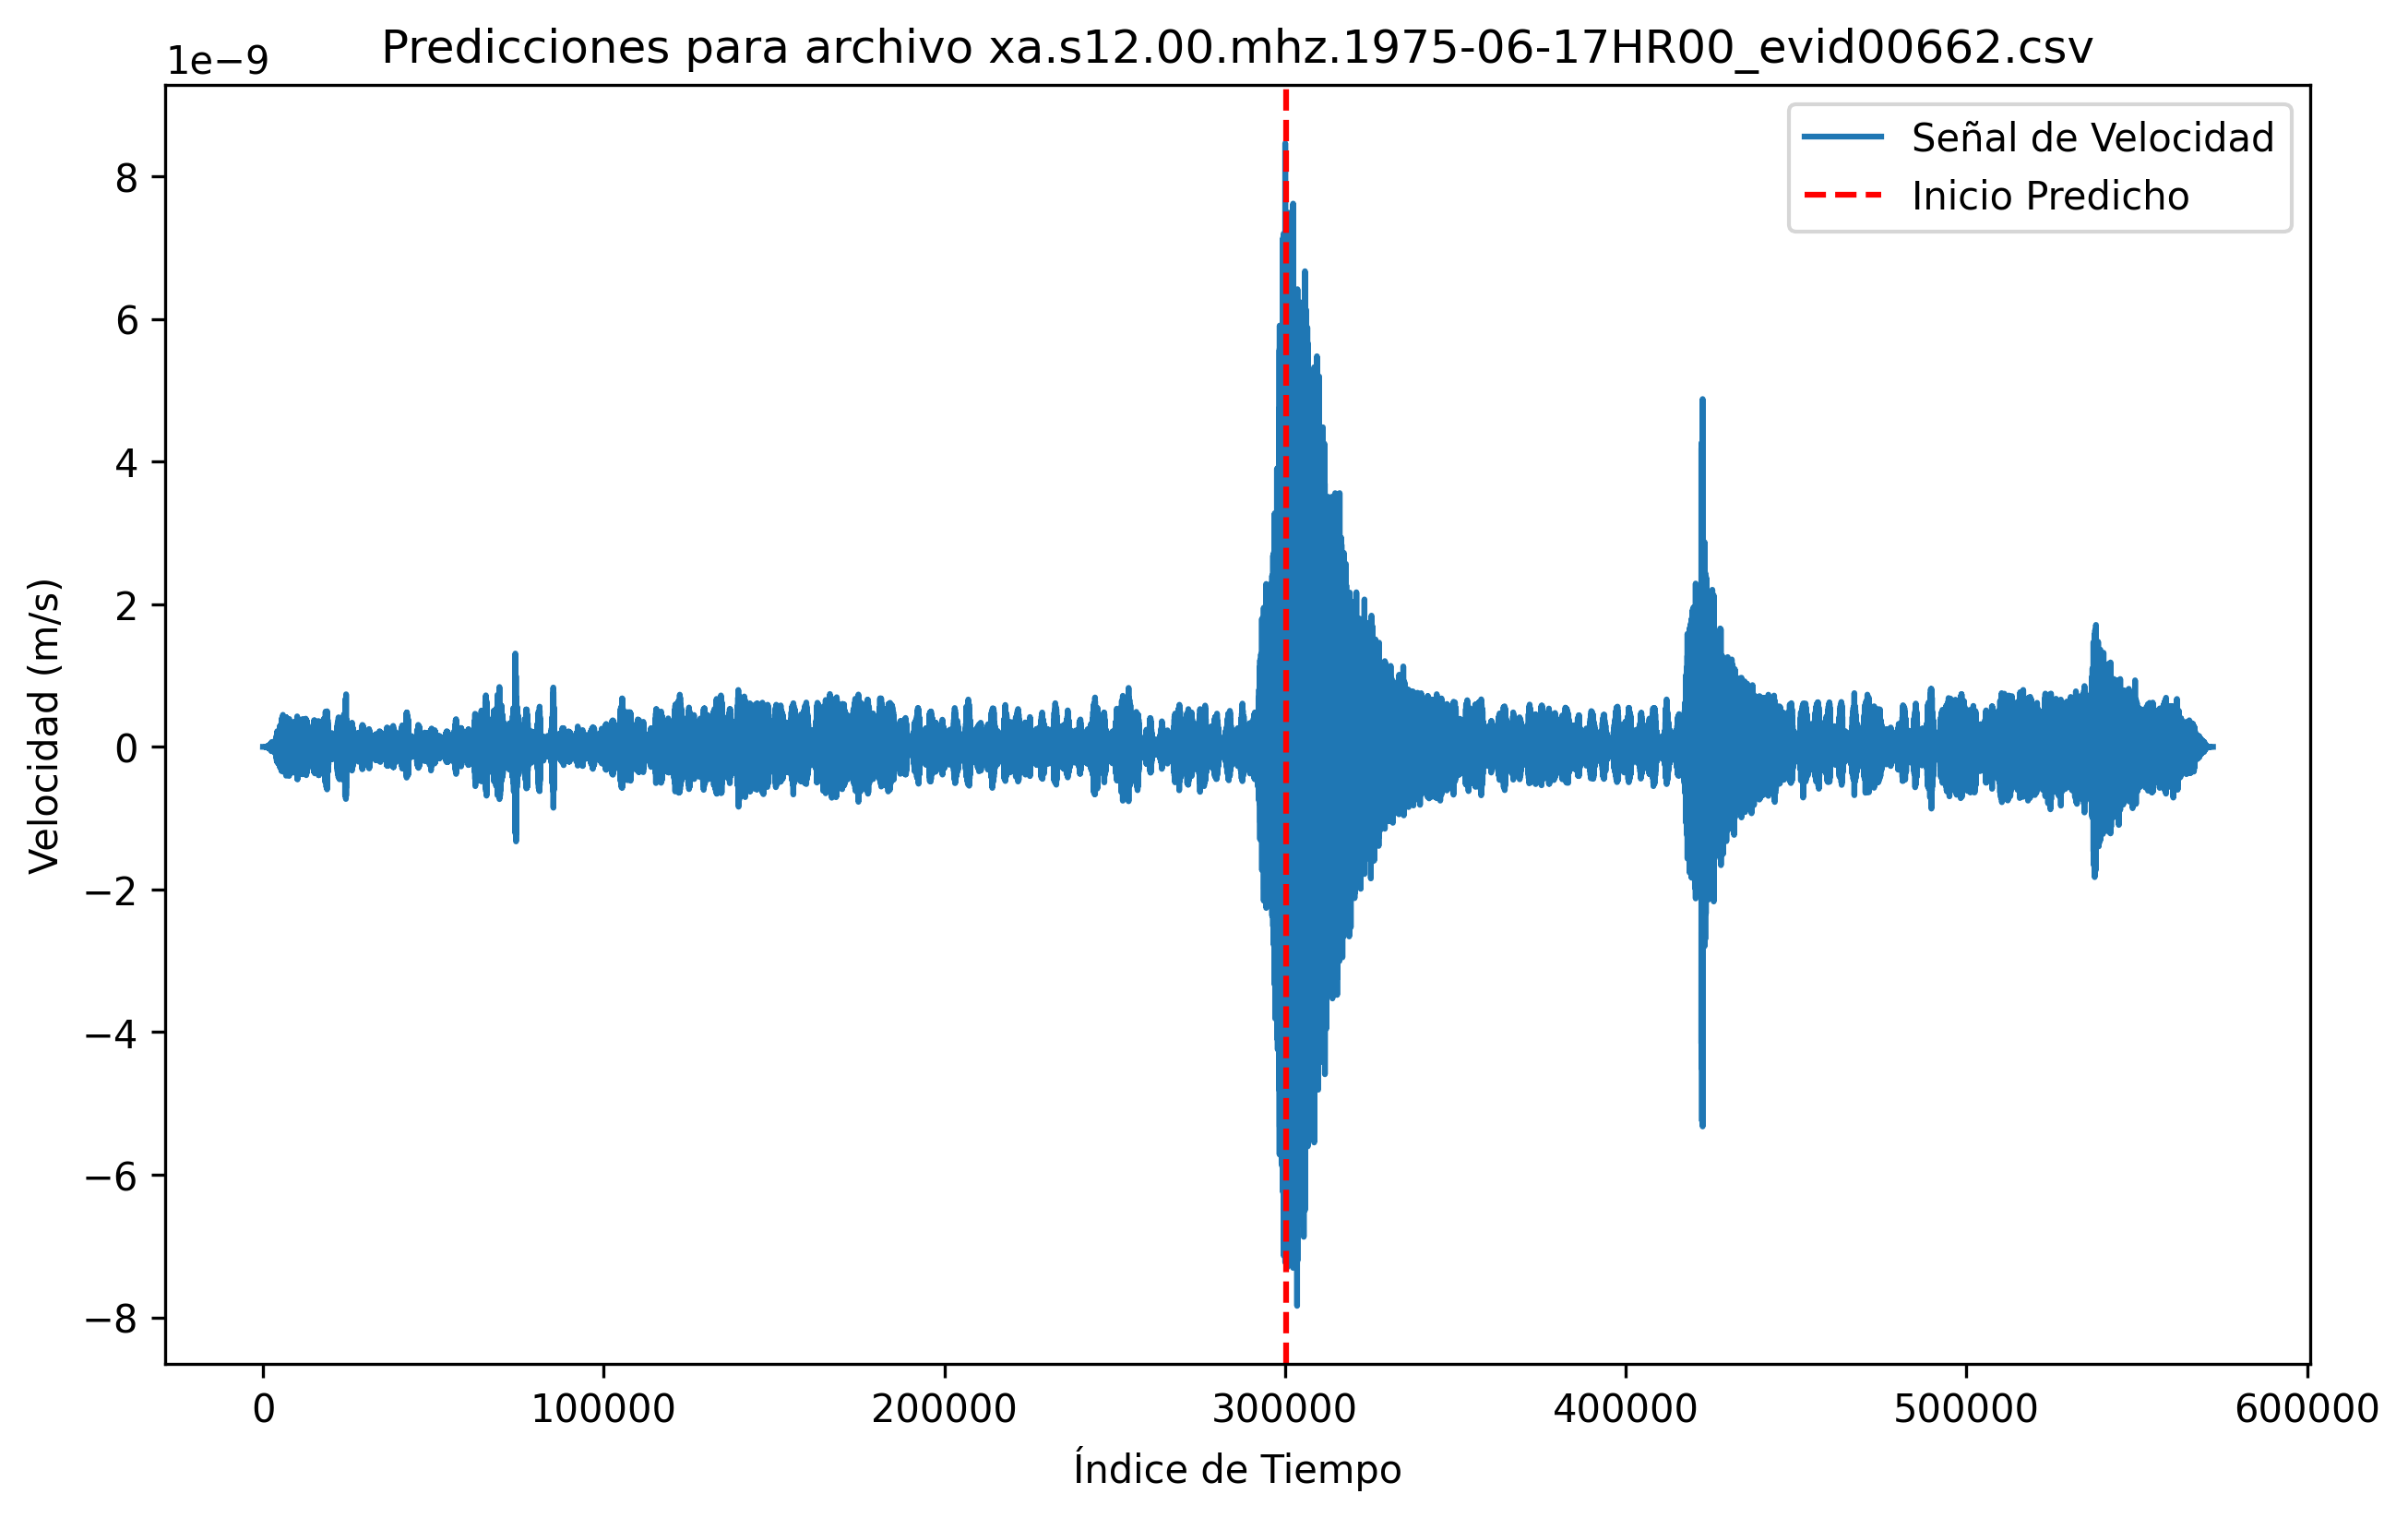 Predicciones para archivo xa.s12.00.mhz.1975-06-17HR00_evid00662.csv
1e−9
Señal de Velocidad
Inicio Predicho
8
6
4
2
0
−2
−4
−6
−8
Velocidad (m/s)
0 100000 200000 300000 400000 500000 600000
Índice de Tiempo